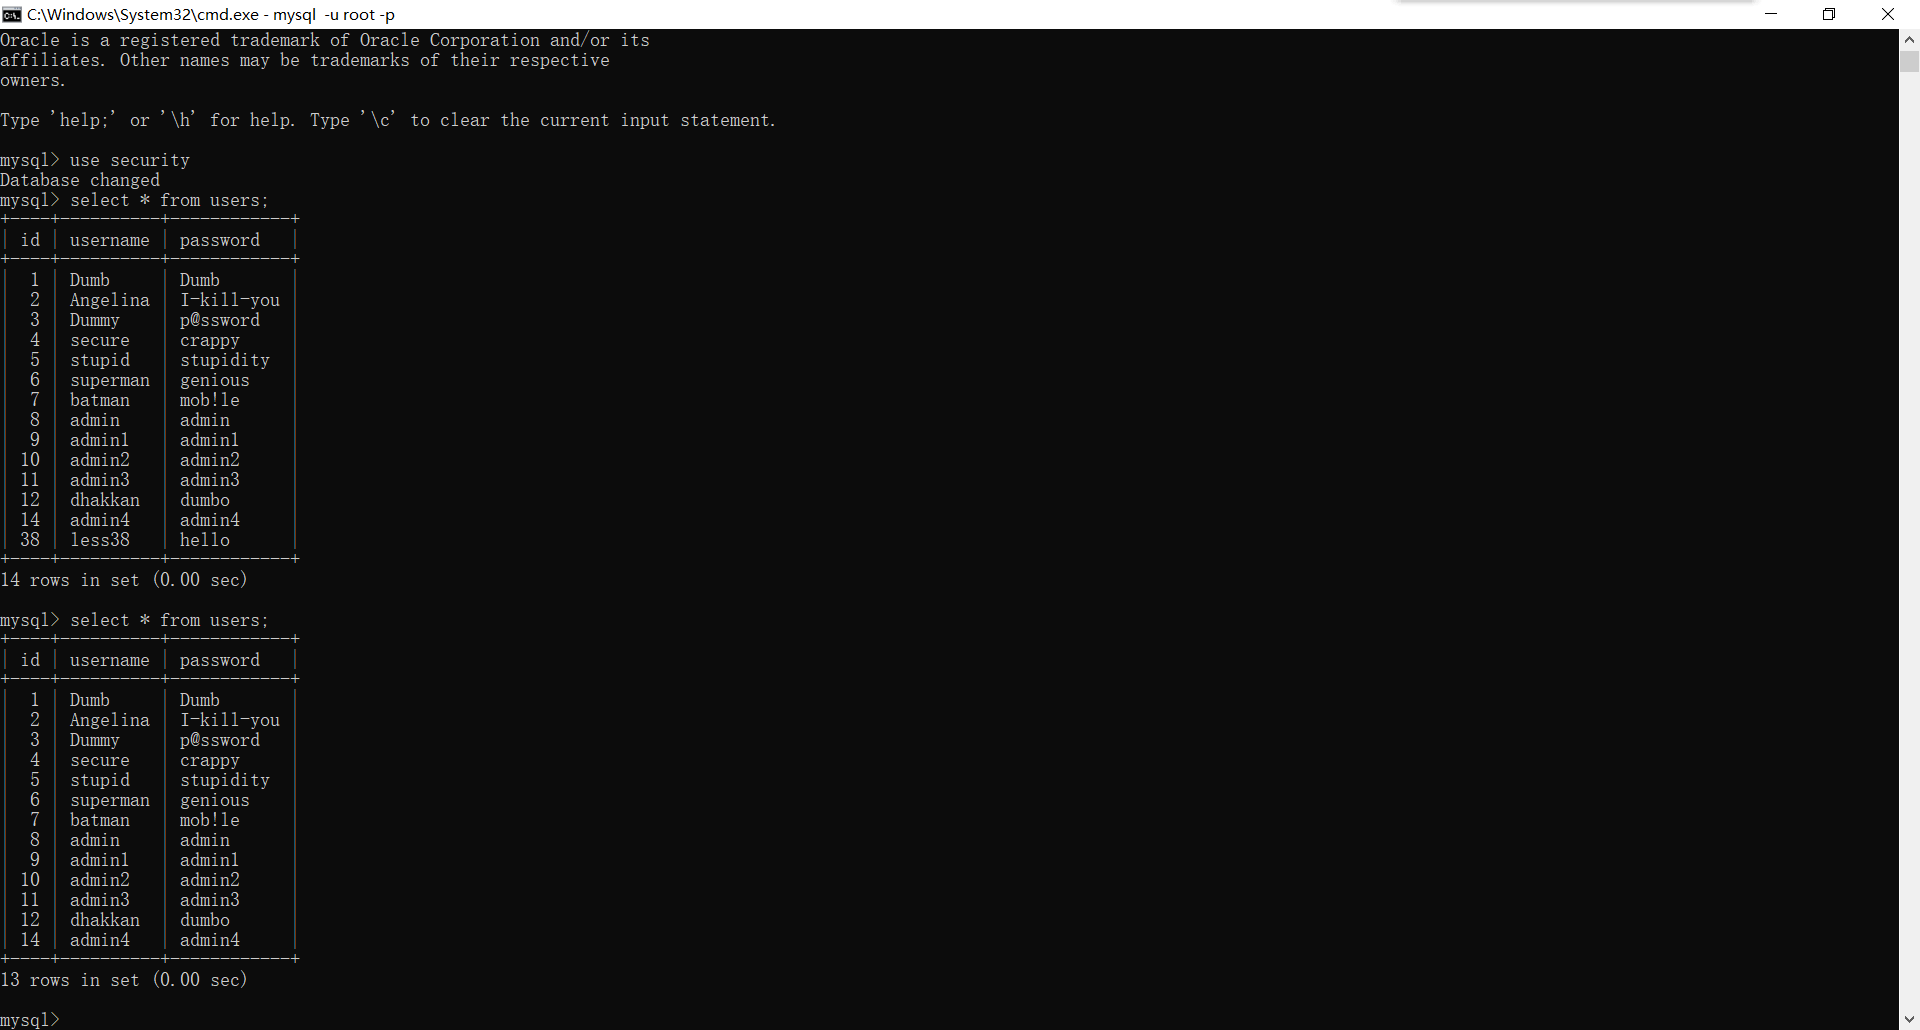 C:\Windows\System32\cmd.exe - mysql  -u root -p
Oracle is a registered trademark of Oracle Corporation and/or its
affiliates. Other names may be trademarks of their respective
owners.
Type 'help;' or '\h' for help. Type '\c' to clear the current input statement.
mysql> use security
Database changed
mysql> select * from users;
+----+----------+------------+
| id | username | password   |
+----+----------+------------+
|  1 | Dumb     | Dumb       |
|  2 | Angelina | I-kill-you |
|  3 | Dummy    | p@ssword   |
|  4 | secure   | crappy     |
|  5 | stupid   | stupidity  |
|  6 | superman | genious    |
|  7 | batman   | mob!le     |
|  8 | admin    | admin      |
|  9 | admin1   | admin1     |
| 10 | admin2   | admin2     |
| 11 | admin3   | admin3     |
| 12 | dhakkan  | dumbo      |
| 14 | admin4   | admin4     |
| 38 | less38   | hello      |
+----+----------+------------+
14 rows in set (0.00 sec)
mysql> select * from users;
+----+----------+------------+
| id | username | password   |
+----+----------+------------+
|  1 | Dumb     | Dumb       |
|  2 | Angelina | I-kill-you |
|  3 | Dummy    | p@ssword   |
|  4 | secure   | crappy     |
|  5 | stupid   | stupidity  |
|  6 | superman | genious    |
|  7 | batman   | mob!le     |
|  8 | admin    | admin      |
|  9 | admin1   | admin1     |
| 10 | admin2   | admin2     |
| 11 | admin3   | admin3     |
| 12 | dhakkan  | dumbo      |
| 14 | admin4   | admin4     |
+----+----------+------------+
13 rows in set (0.00 sec)
mysql>